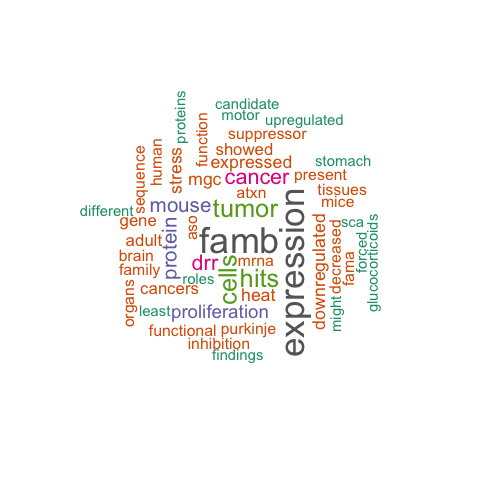 candidate
motor
proteins
upregulated
function
suppressor
showed
human
sequence
stress
expressed
stomach
mgc
cancer
present
atxn
tissues
different
mouse
tumor
mice
gene
aso
famb
expression
downregulated
decreased
sca
adult
protein
forced
glucocorticoids
brain
drr
mrna
fama
family
cells
hits
roles
organs
cancers
heat
might
least
proliferation
functional
purkinje
inhibition
findings